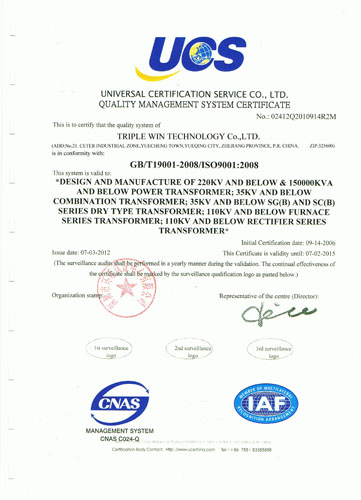 UCS
UNIVERSAL CERTIFICATION SERVICE CO., LTD.
QUALITY MANAGEMENT SYSTEM CERTIFICATE
No.: 02412Q2010914R2M
This is to certify that the quality system of
TRIPLE WIN TECHNOLOGY Co.,LTD.
(ADD:No.21. CETER INDUSTRIAL ZONE,YUECHENG TOWN,YUEQING CITY, ZHEJIANG PROVINCE, P.R. CHINA. ZIP:325609)
is in conformity with:
GB/T19001-2008/ISO9001:2008
This system is valid to:
*DESIGN AND MANUFACTURE OF 220KV AND BELOW & 150000KVA
AND BELOW POWER TRANSFORMER; 35KV AND BELOW
COMBINATION TRANSFORMER; 35KV AND BELOW SG(B) AND SC(B)
SERIES DRY TYPE TRANSFORMER; 110KV AND BELOW FURNACE
SERIES TRANSFORMER; 110KV AND BELOW RECTIFIER SERIES
TRANSFORMER*
Initial Certification date: 09-14-2006
Issue date: 07-03-2012 This Certificate is validity until: 07-02-2015
(The surveillance audits shall be performed in a yearly manner during the validation. The continual effectiveness of
the certificate shall be marked by the surveillance qualification logo as pasted below.)
Organization stamp: Representative of the centre (Director):
1st surveillance
logo
2nd surveillance
logo
3rd surveillance
logo
CNAS
MANAGEMENT SYSTEM
CNAS C024-Q
MEMBER OF MULTILATERAL
IAF
RECOGNITION ARRANGEMENT
Certification Body Contact: Http://www.ucschina.com Tel: +86 755 83355888